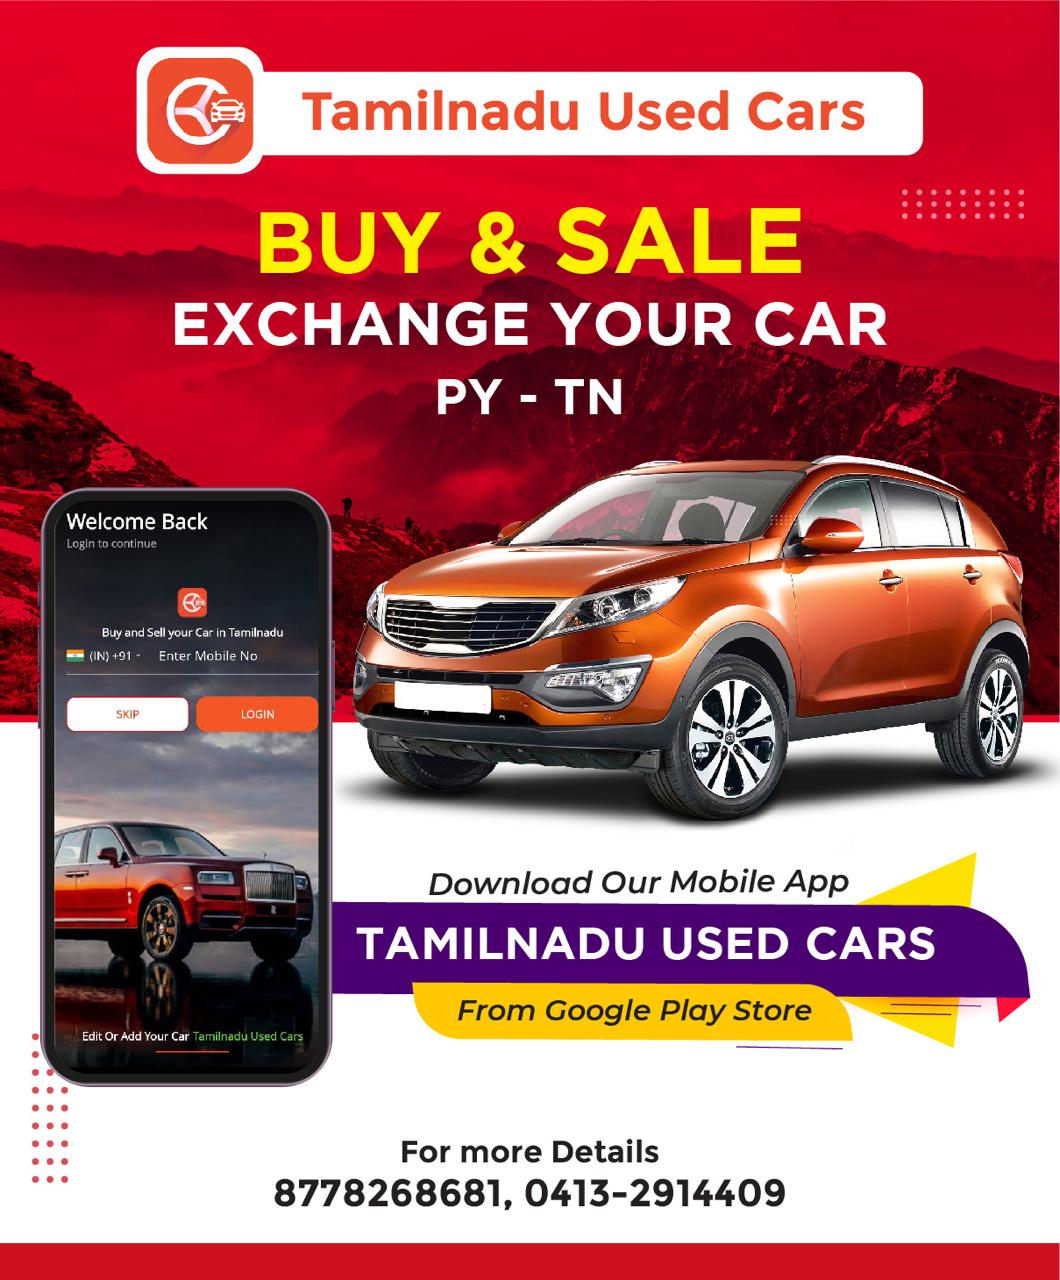 Tamilnadu Used Cars
BUY & SALE
EXCHANGE YOUR CAR
PY - TN
Welcome Back
Login to continue
Buy and Sell your Car in Tamilnadu
(IN) +91 Enter Mobile No
SKIP LOGIN
Edit Or Add Your Car Tamilnadu Used Cars
Download Our Mobile App
TAMILNADU USED CARS
From Google Play Store
For more Details
8778268681, 0413-2914409